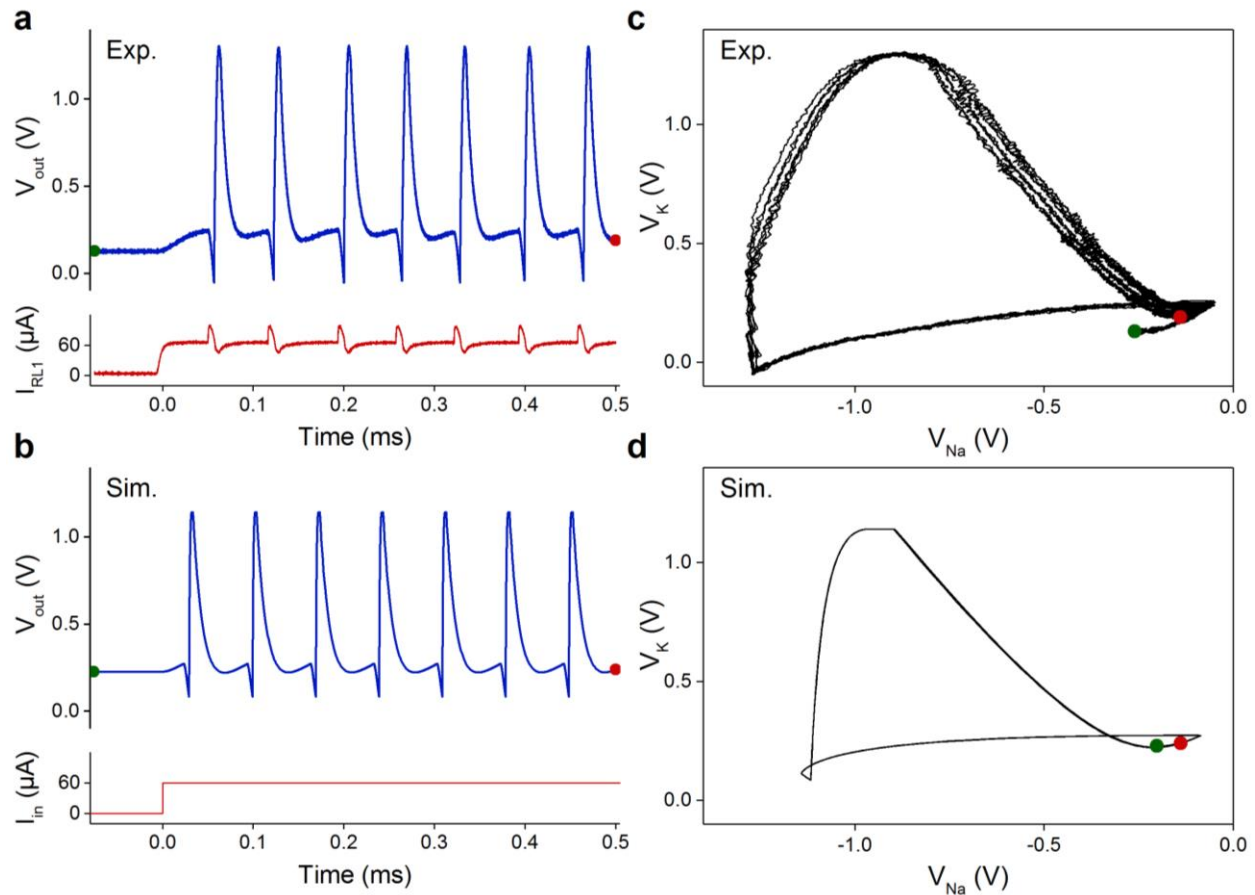 a
Exp.
V_out (V)
1.0
0.5
0.0
I_RL1 (μA)
60
0
0.0 0.1 0.2 0.3 0.4 0.5
Time (ms)
c
Exp.
V_K (V)
1.0
0.5
0.0
-1.0 -0.5 0.0
V_Na (V)
b
Sim.
V_out (V)
1.0
0.5
0.0
I_in (μA)
60
0
0.0 0.1 0.2 0.3 0.4 0.5
Time (ms)
d
Sim.
V_K (V)
1.0
0.5
0.0
-1.0 -0.5 0.0
V_Na (V)